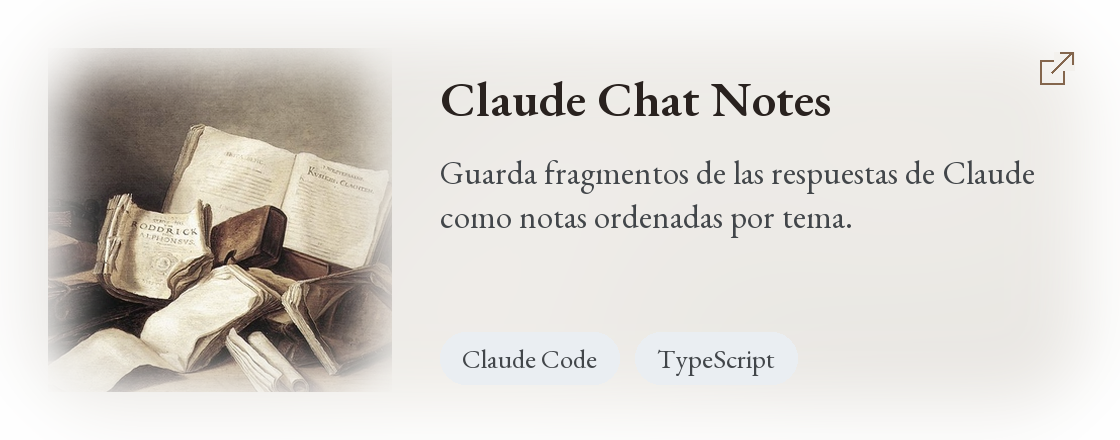 Claude Chat Notes
Guarda fragmentos de las respuestas de Claude
como notas ordenadas por tema.
RODDRICK
ALPHONSVS.
Claude Code
TypeScript